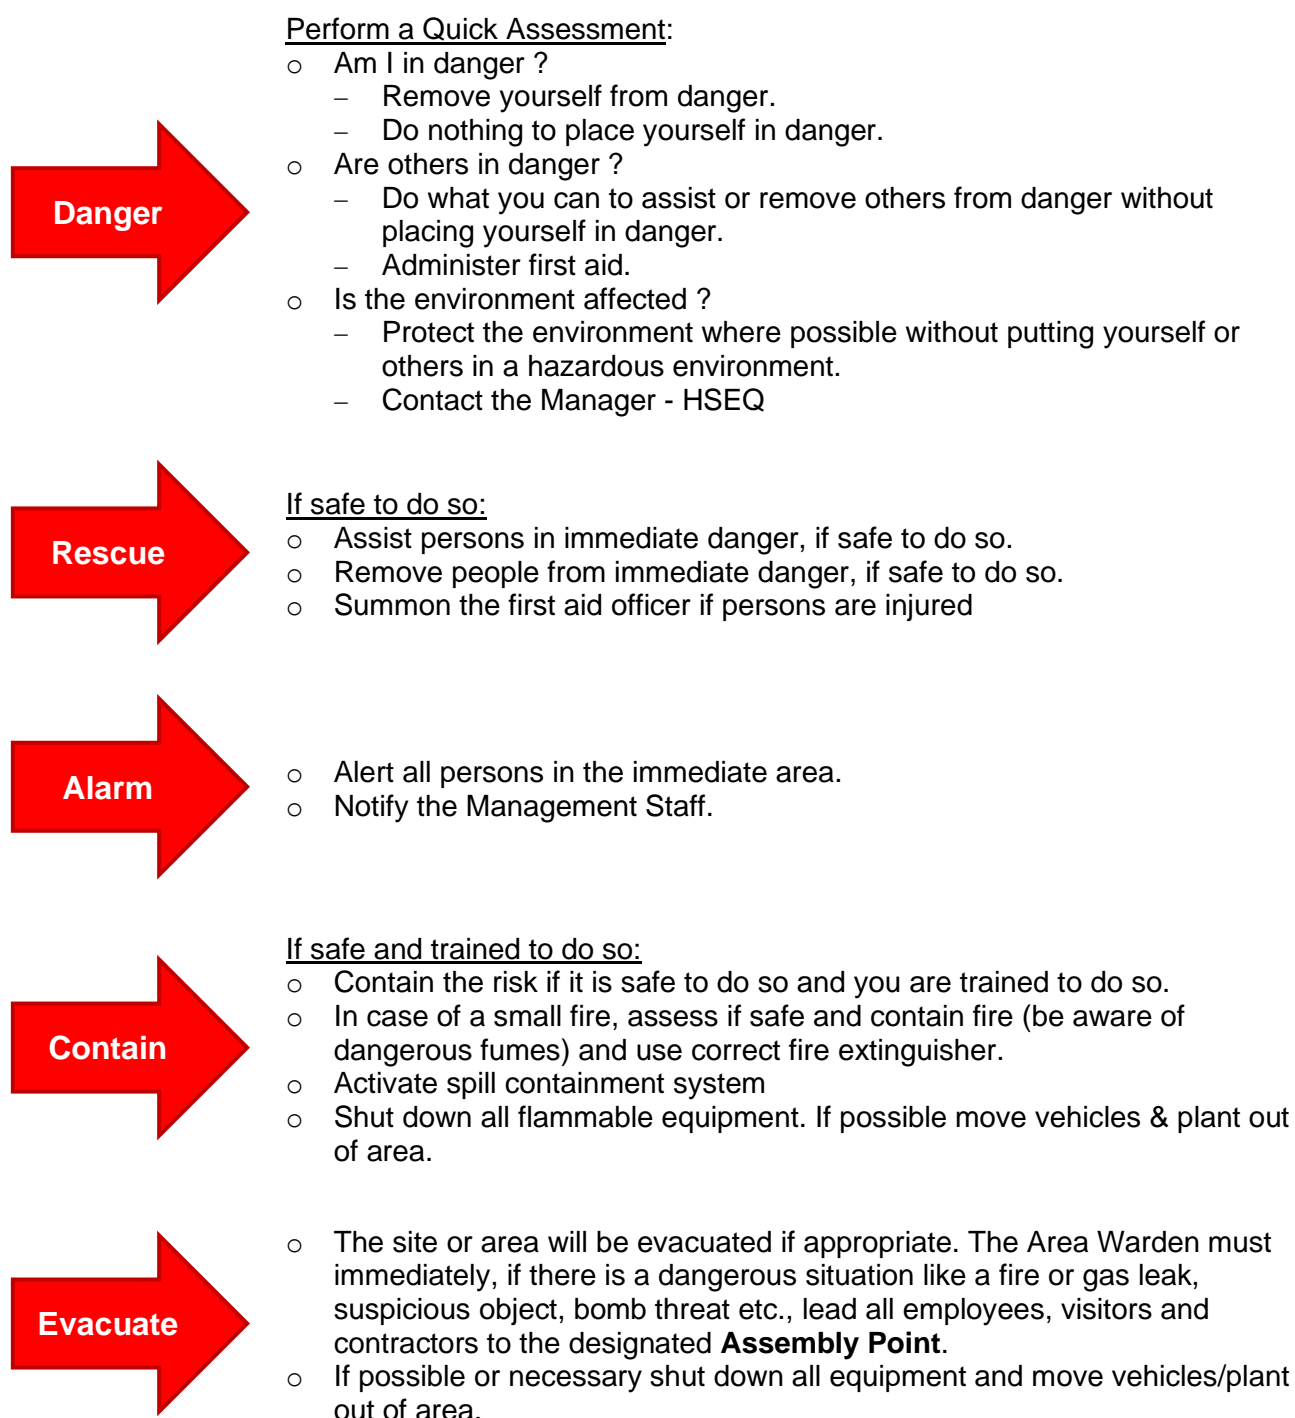 Perform a Quick Assessment:
o Am I in danger ?
– Remove yourself from danger.
– Do nothing to place yourself in danger.
o Are others in danger ?
– Do what you can to assist or remove others from danger without
placing yourself in danger.
– Administer first aid.
o Is the environment affected ?
– Protect the environment where possible without putting yourself or
others in a hazardous environment.
– Contact the Manager - HSEQ
Danger
If safe to do so:
o Assist persons in immediate danger, if safe to do so.
o Remove people from immediate danger, if safe to do so.
o Summon the first aid officer if persons are injured
Rescue
o Alert all persons in the immediate area.
o Notify the Management Staff.
Alarm
If safe and trained to do so:
o Contain the risk if it is safe to do so and you are trained to do so.
o In case of a small fire, assess if safe and contain fire (be aware of
dangerous fumes) and use correct fire extinguisher.
o Activate spill containment system
o Shut down all flammable equipment. If possible move vehicles & plant out
of area.
Contain
o The site or area will be evacuated if appropriate. The Area Warden must
immediately, if there is a dangerous situation like a fire or gas leak,
suspicious object, bomb threat etc., lead all employees, visitors and
contractors to the designated Assembly Point.
o If possible or necessary shut down all equipment and move vehicles/plant
out of area.
Evacuate